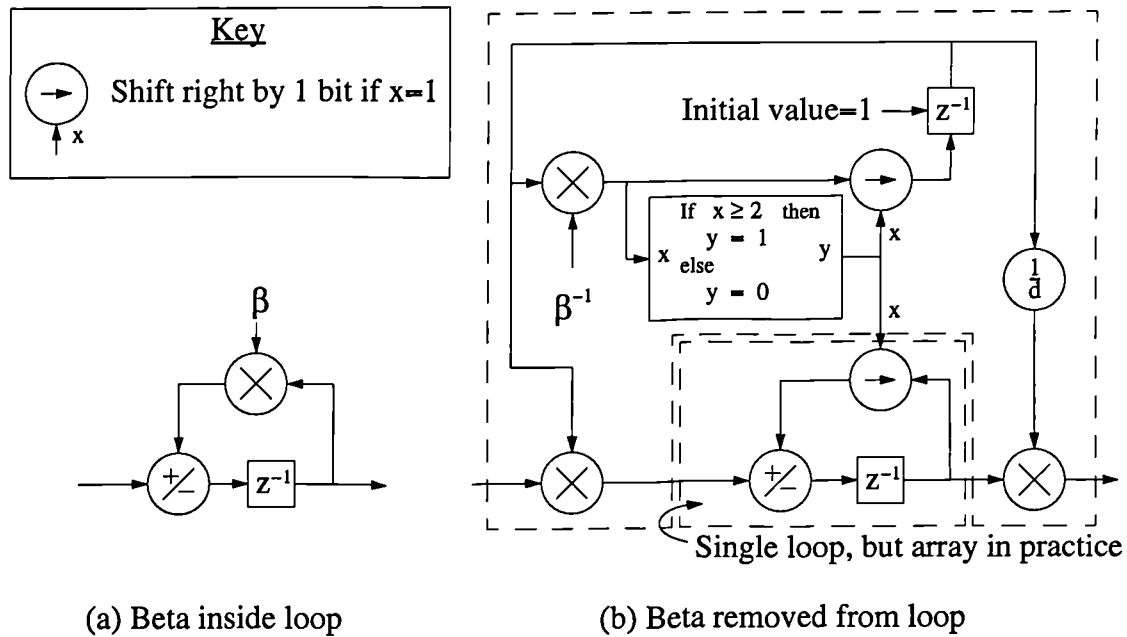 Key
Shift right by 1 bit if x=1
x
Initial value=1
z⁻¹
If x ≥ 2 then
y = 1
x
y
else
y = 0
x
β⁻¹
1/d
x
β
+/−
z⁻¹
+/−
z⁻¹
Single loop, but array in practice
(a) Beta inside loop
(b) Beta removed from loop